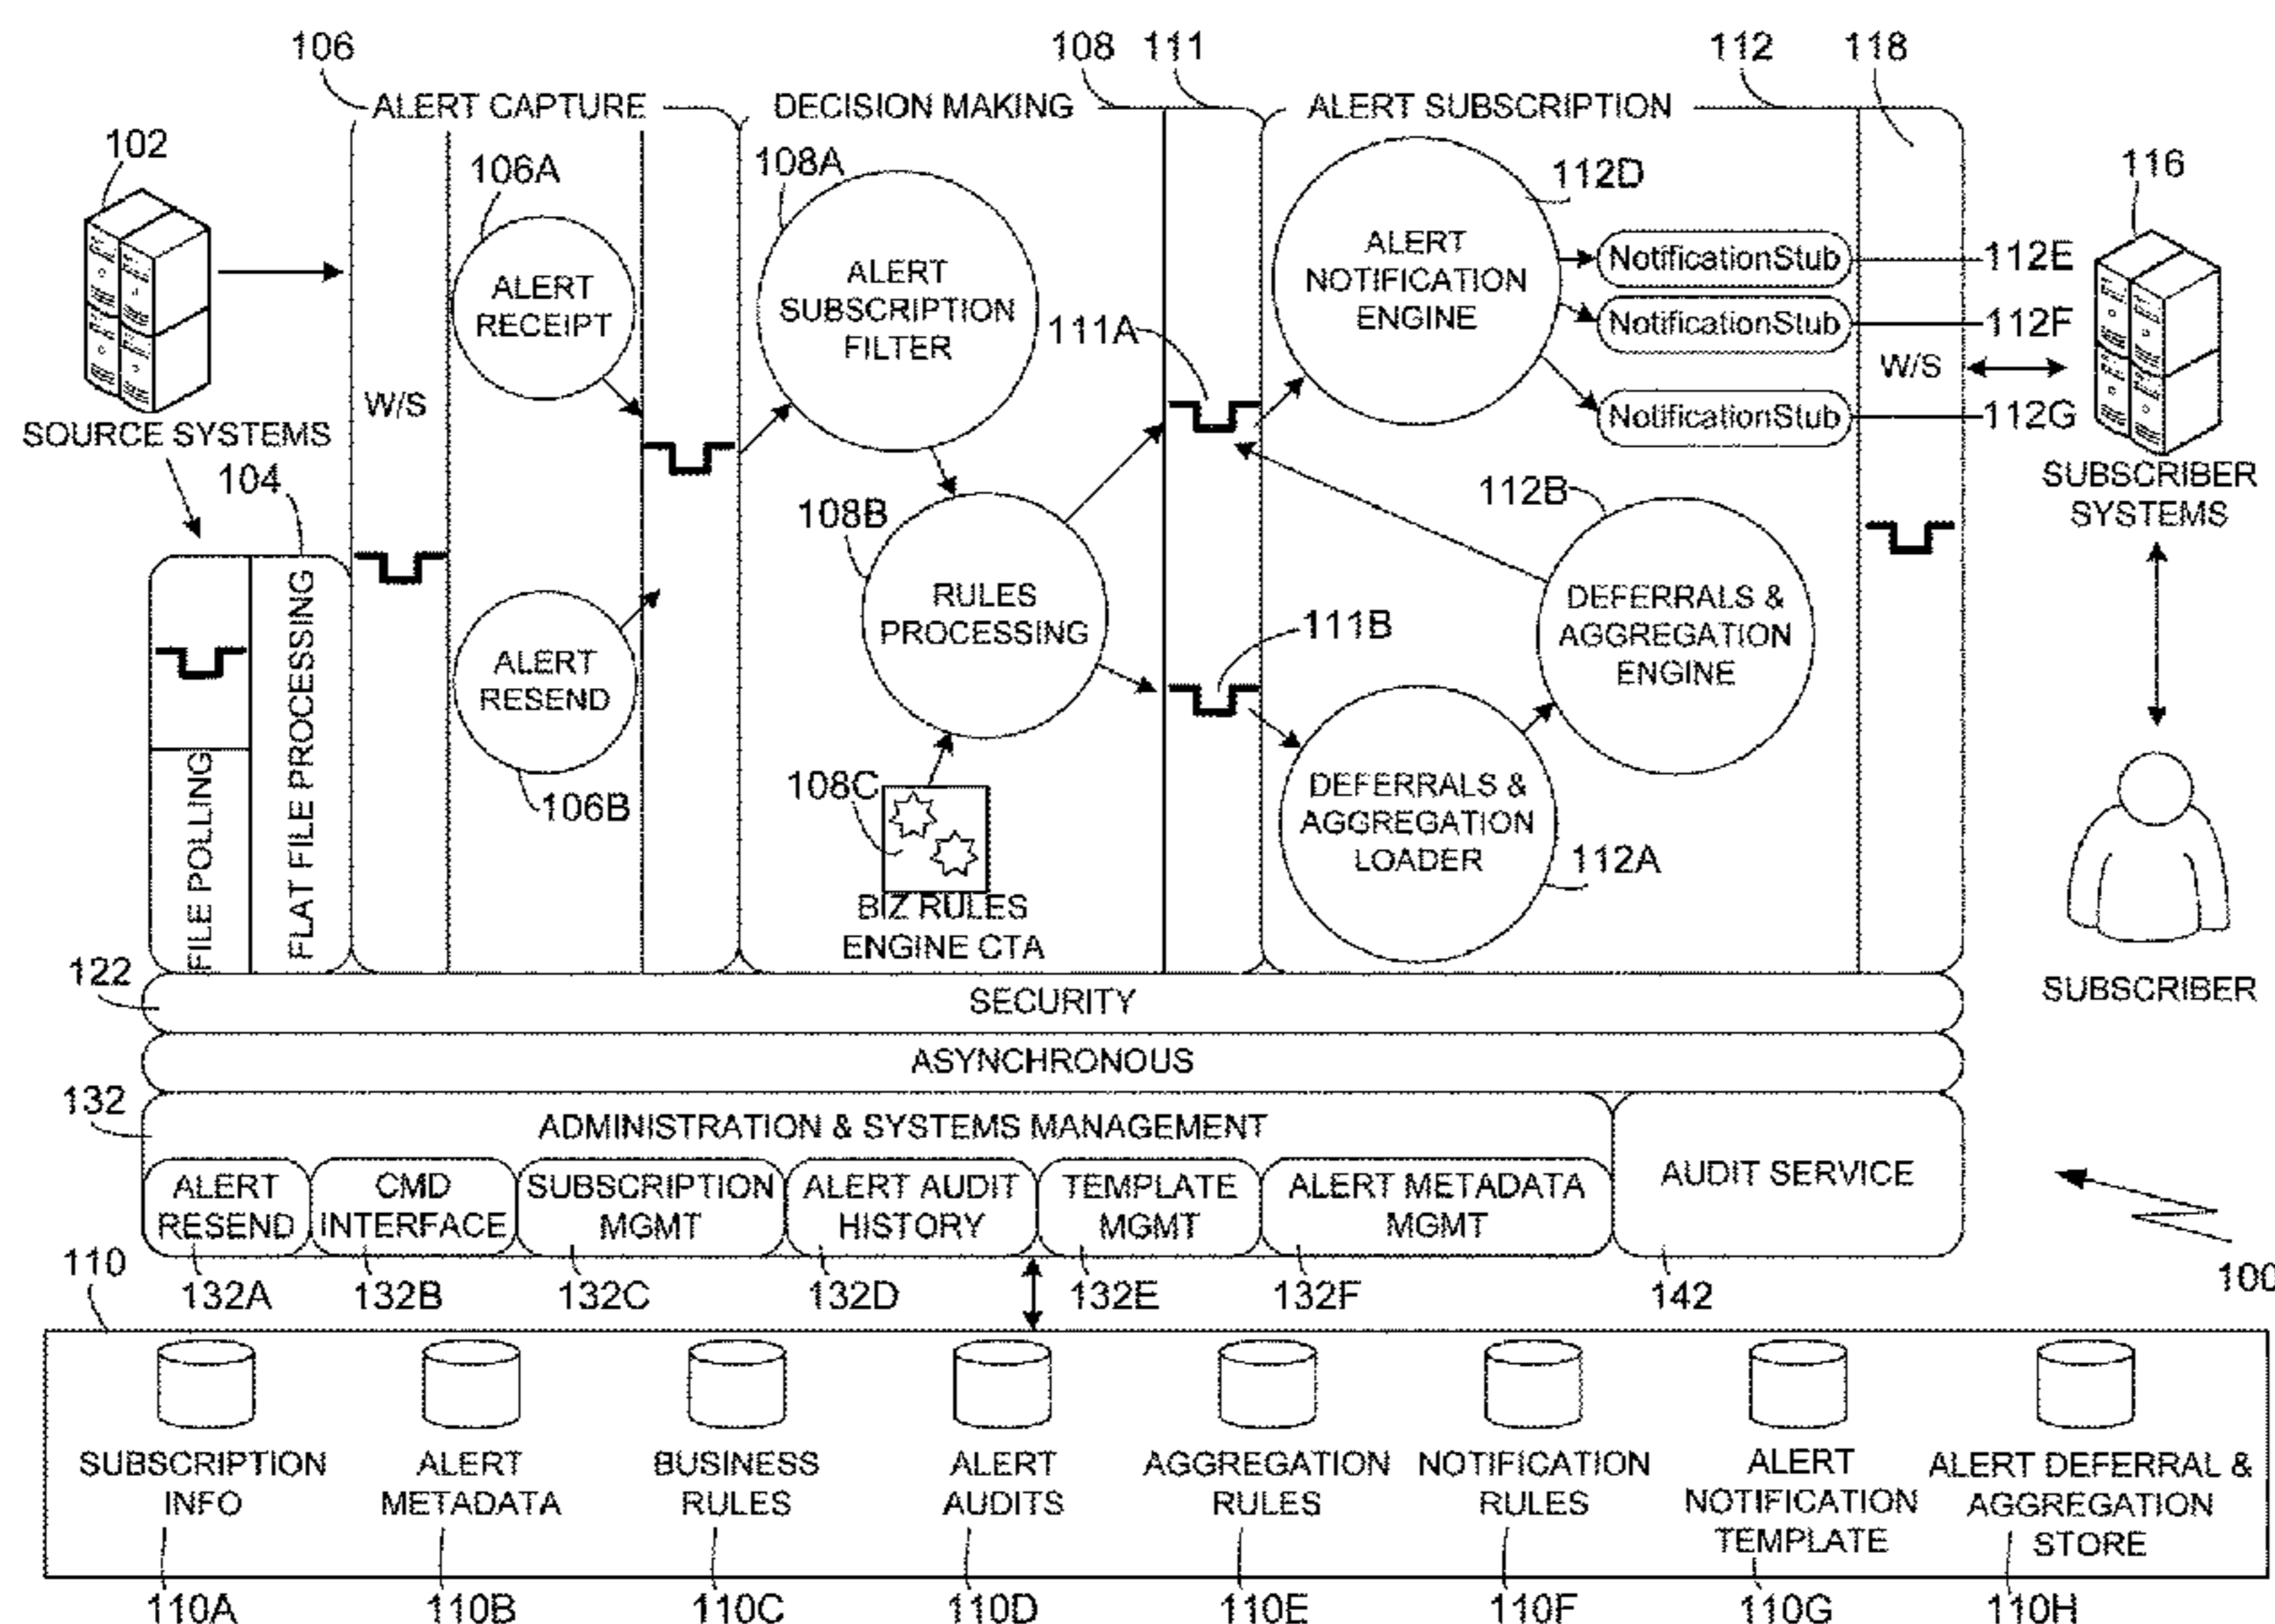 106
108
111
112
118
ALERT CAPTURE
DECISION MAKING
ALERT SUBSCRIPTION
102
106A
108A
112D
116
ALERT
RECEIPT
ALERT
SUBSCRIPTION
FILTER
ALERT
NOTIFICATION
ENGINE
NotificationStub
112E
NotificationStub
112F
NotificationStub
112G
111A
W/S
W/S
SOURCE SYSTEMS
SUBSCRIBER
SYSTEMS
104
108B
112B
RULES
PROCESSING
DEFERRALS &
AGGREGATION
ENGINE
111B
ALERT
RESEND
106B
FILE POLLING
FLAT FILE PROCESSING
108C
BIZ RULES
ENGINE CTA
DEFERRALS &
AGGREGATION
LOADER
112A
SUBSCRIBER
122
SECURITY
ASYNCHRONOUS
132
ADMINISTRATION & SYSTEMS MANAGEMENT
ALERT
RESEND
CMD
INTERFACE
SUBSCRIPTION
MGMT
ALERT AUDIT
HISTORY
TEMPLATE
MGMT
ALERT METADATA
MGMT
AUDIT SERVICE
110
132A
132B
132C
132D
132E
132F
142
100
SUBSCRIPTION
INFO
ALERT
METADATA
BUSINESS
RULES
ALERT
AUDITS
AGGREGATION
RULES
NOTIFICATION
RULES
ALERT
NOTIFICATION
TEMPLATE
ALERT DEFERRAL &
AGGREGATION
STORE
110A
110B
110C
110D
110E
110F
110G
110H